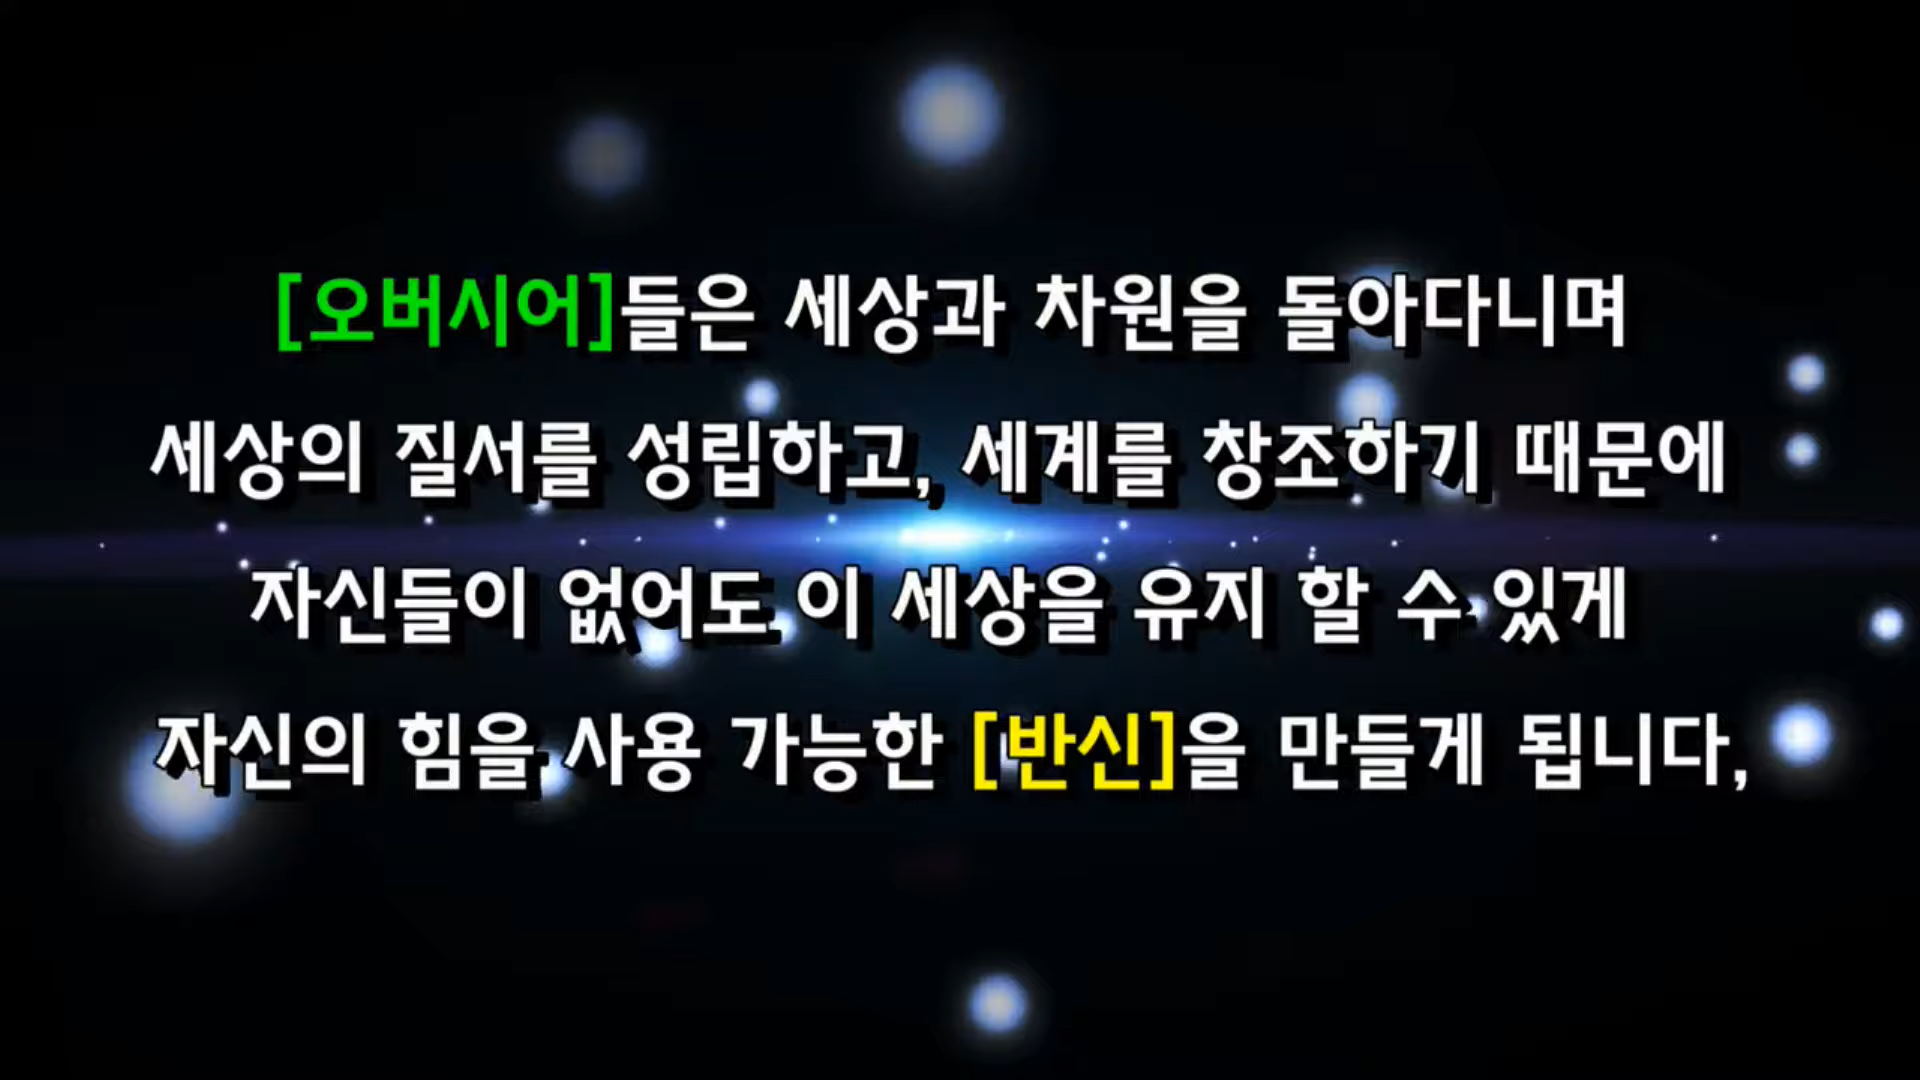 [오버시어]들은 세상과 차원을 돌아다니며
세상의 질서를 성립하고, 세계를 창조하기 때문에
자신들이 없어도 이 세상을 유지 할 수 있게
자신의 힘을 사용 가능한 [반신]을 만들게 됩니다,